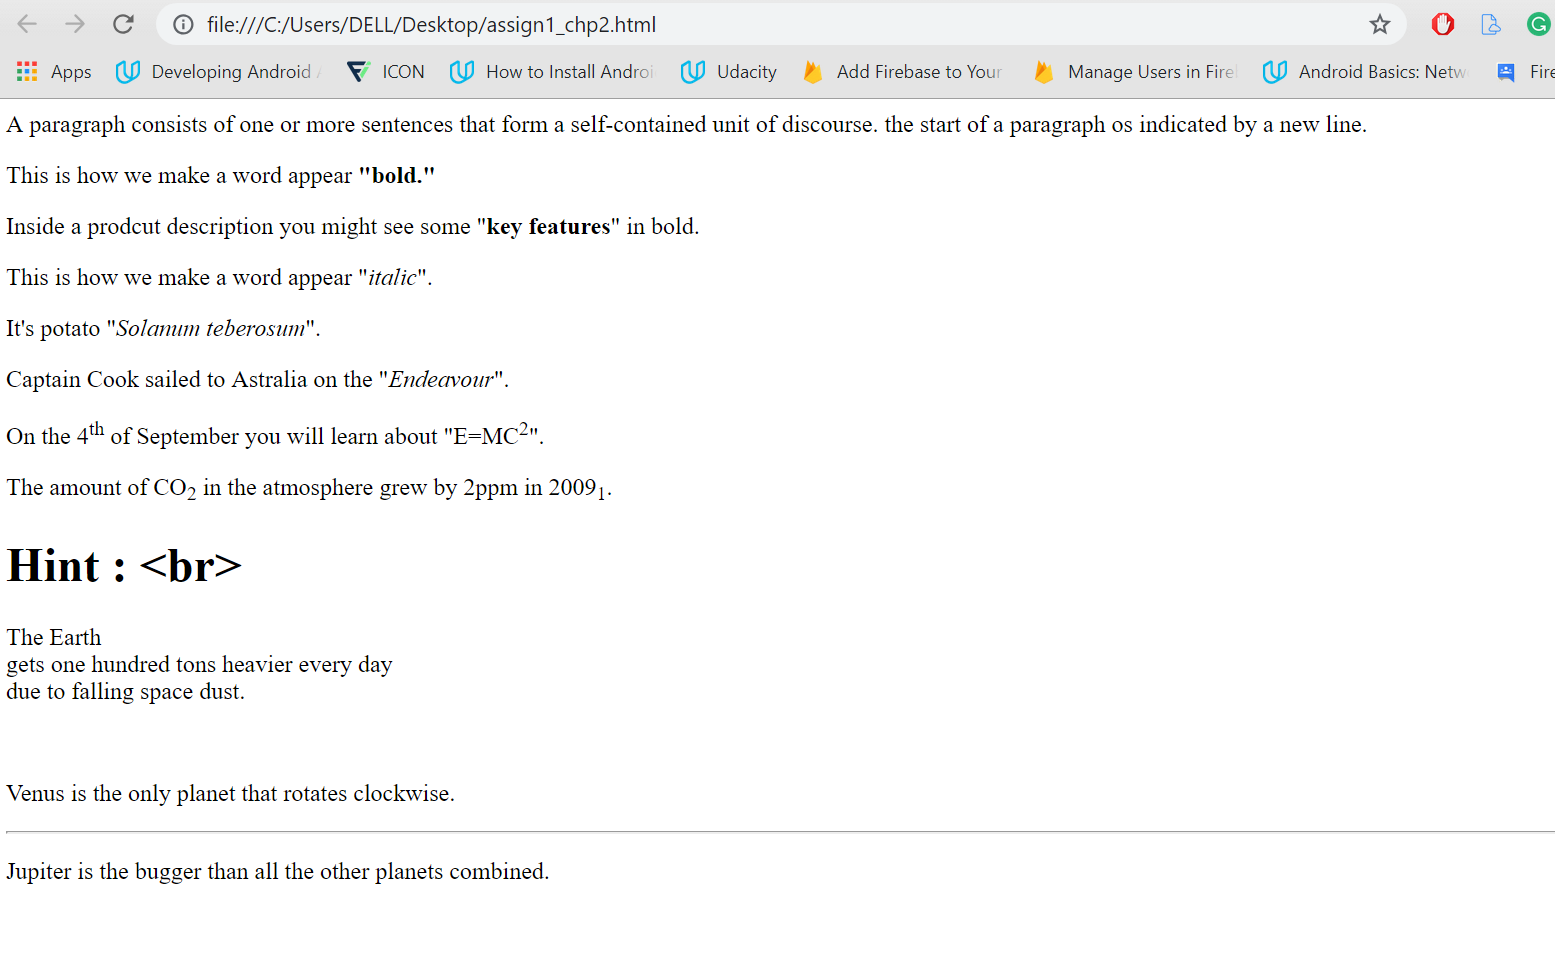 file:///C:/Users/DELL/Desktop/assign1_chp2.html
Apps Developing Android ICON How to Install Androi Udacity Add Firebase to Your Manage Users in Fire Android Basics: Netw Fire
A paragraph consists of one or more sentences that form a self-contained unit of discourse. the start of a paragraph os indicated by a new line.
This is how we make a word appear "bold."
Inside a prodcut description you might see some "key features" in bold.
This is how we make a word appear "italic".
It's potato "Solanum teberosum".
Captain Cook sailed to Astralia on the "Endeavour".
On the 4th of September you will learn about "E=MC2".
The amount of CO2 in the atmosphere grew by 2ppm in 20091.
Hint : <br>
The Earth
gets one hundred tons heavier every day
due to falling space dust.
Venus is the only planet that rotates clockwise.
Jupiter is the bugger than all the other planets combined.